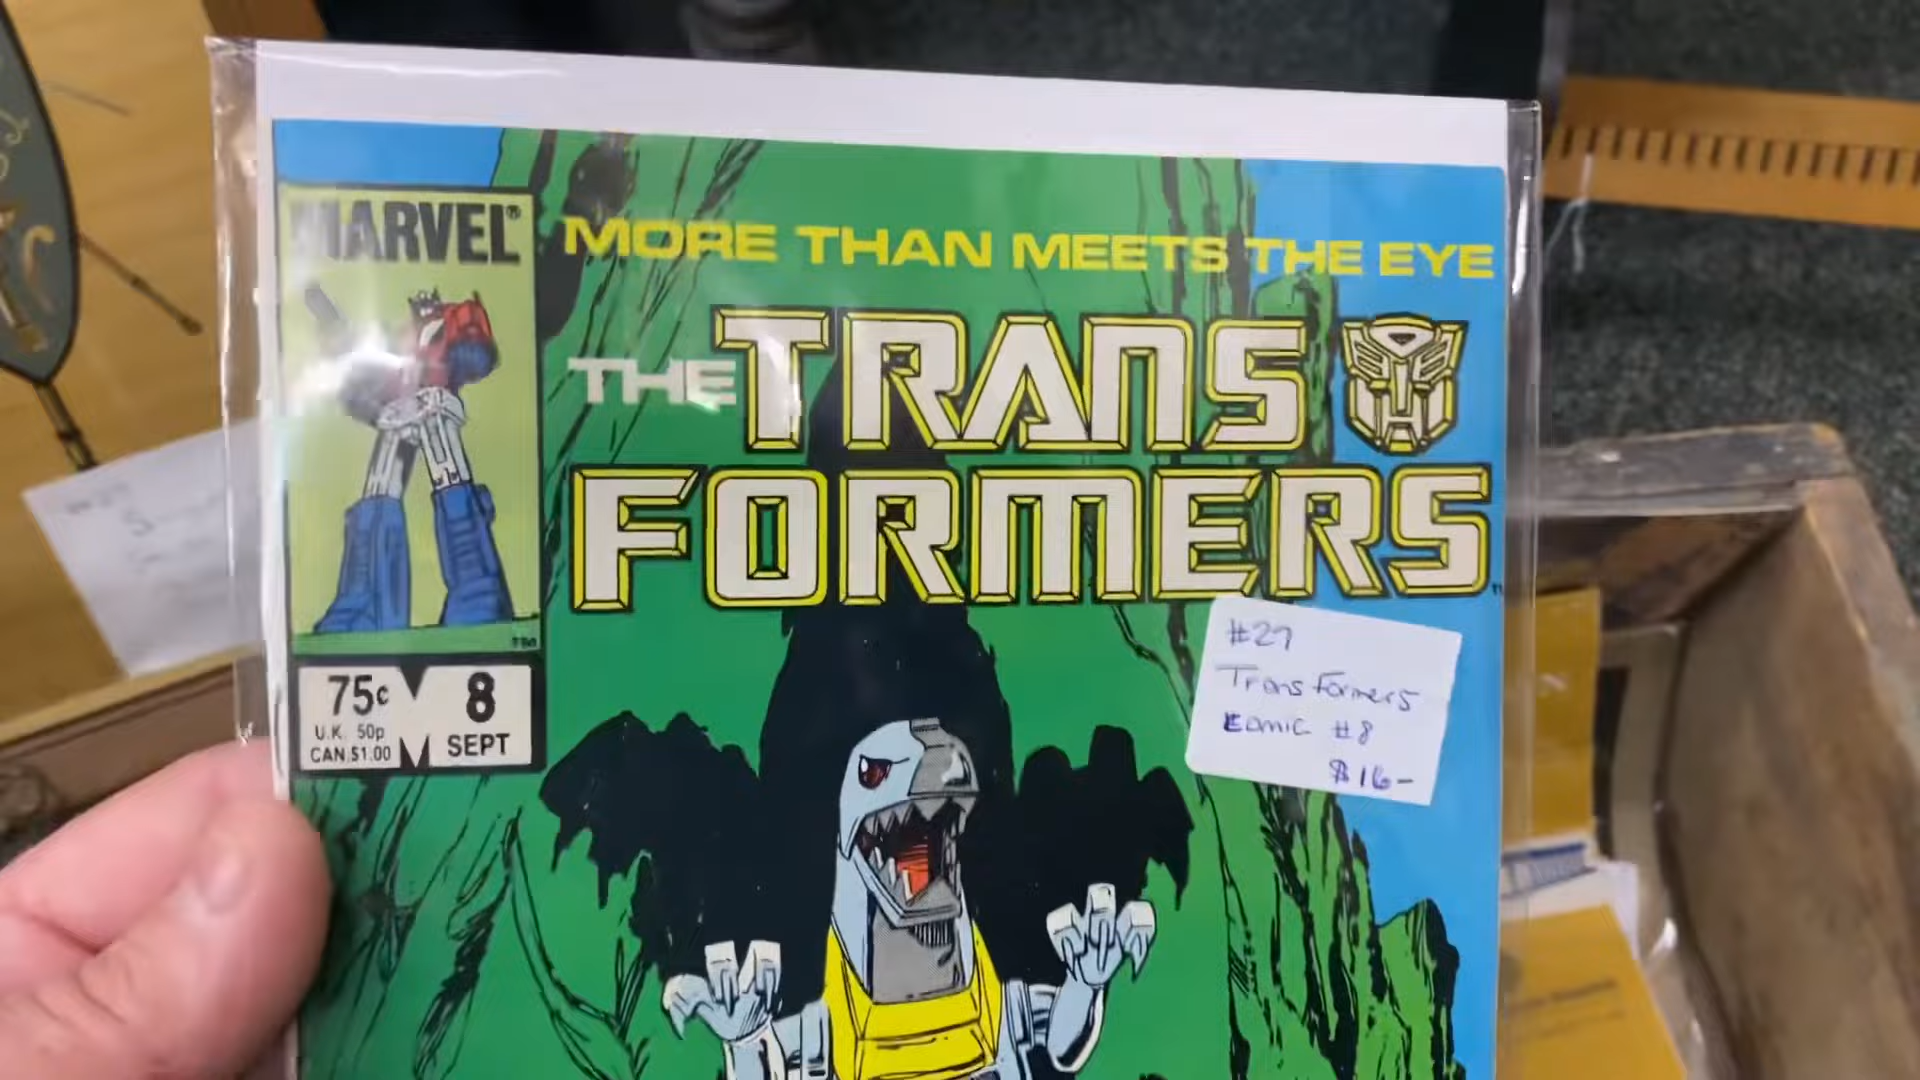 MARVEL®
MORE THAN MEETS THE EYE
THE TRANS
FORMERS
75¢
U.K. 50p
CAN. $1.00
8
SEPT
#27
Transformers
Comic #8
$16-